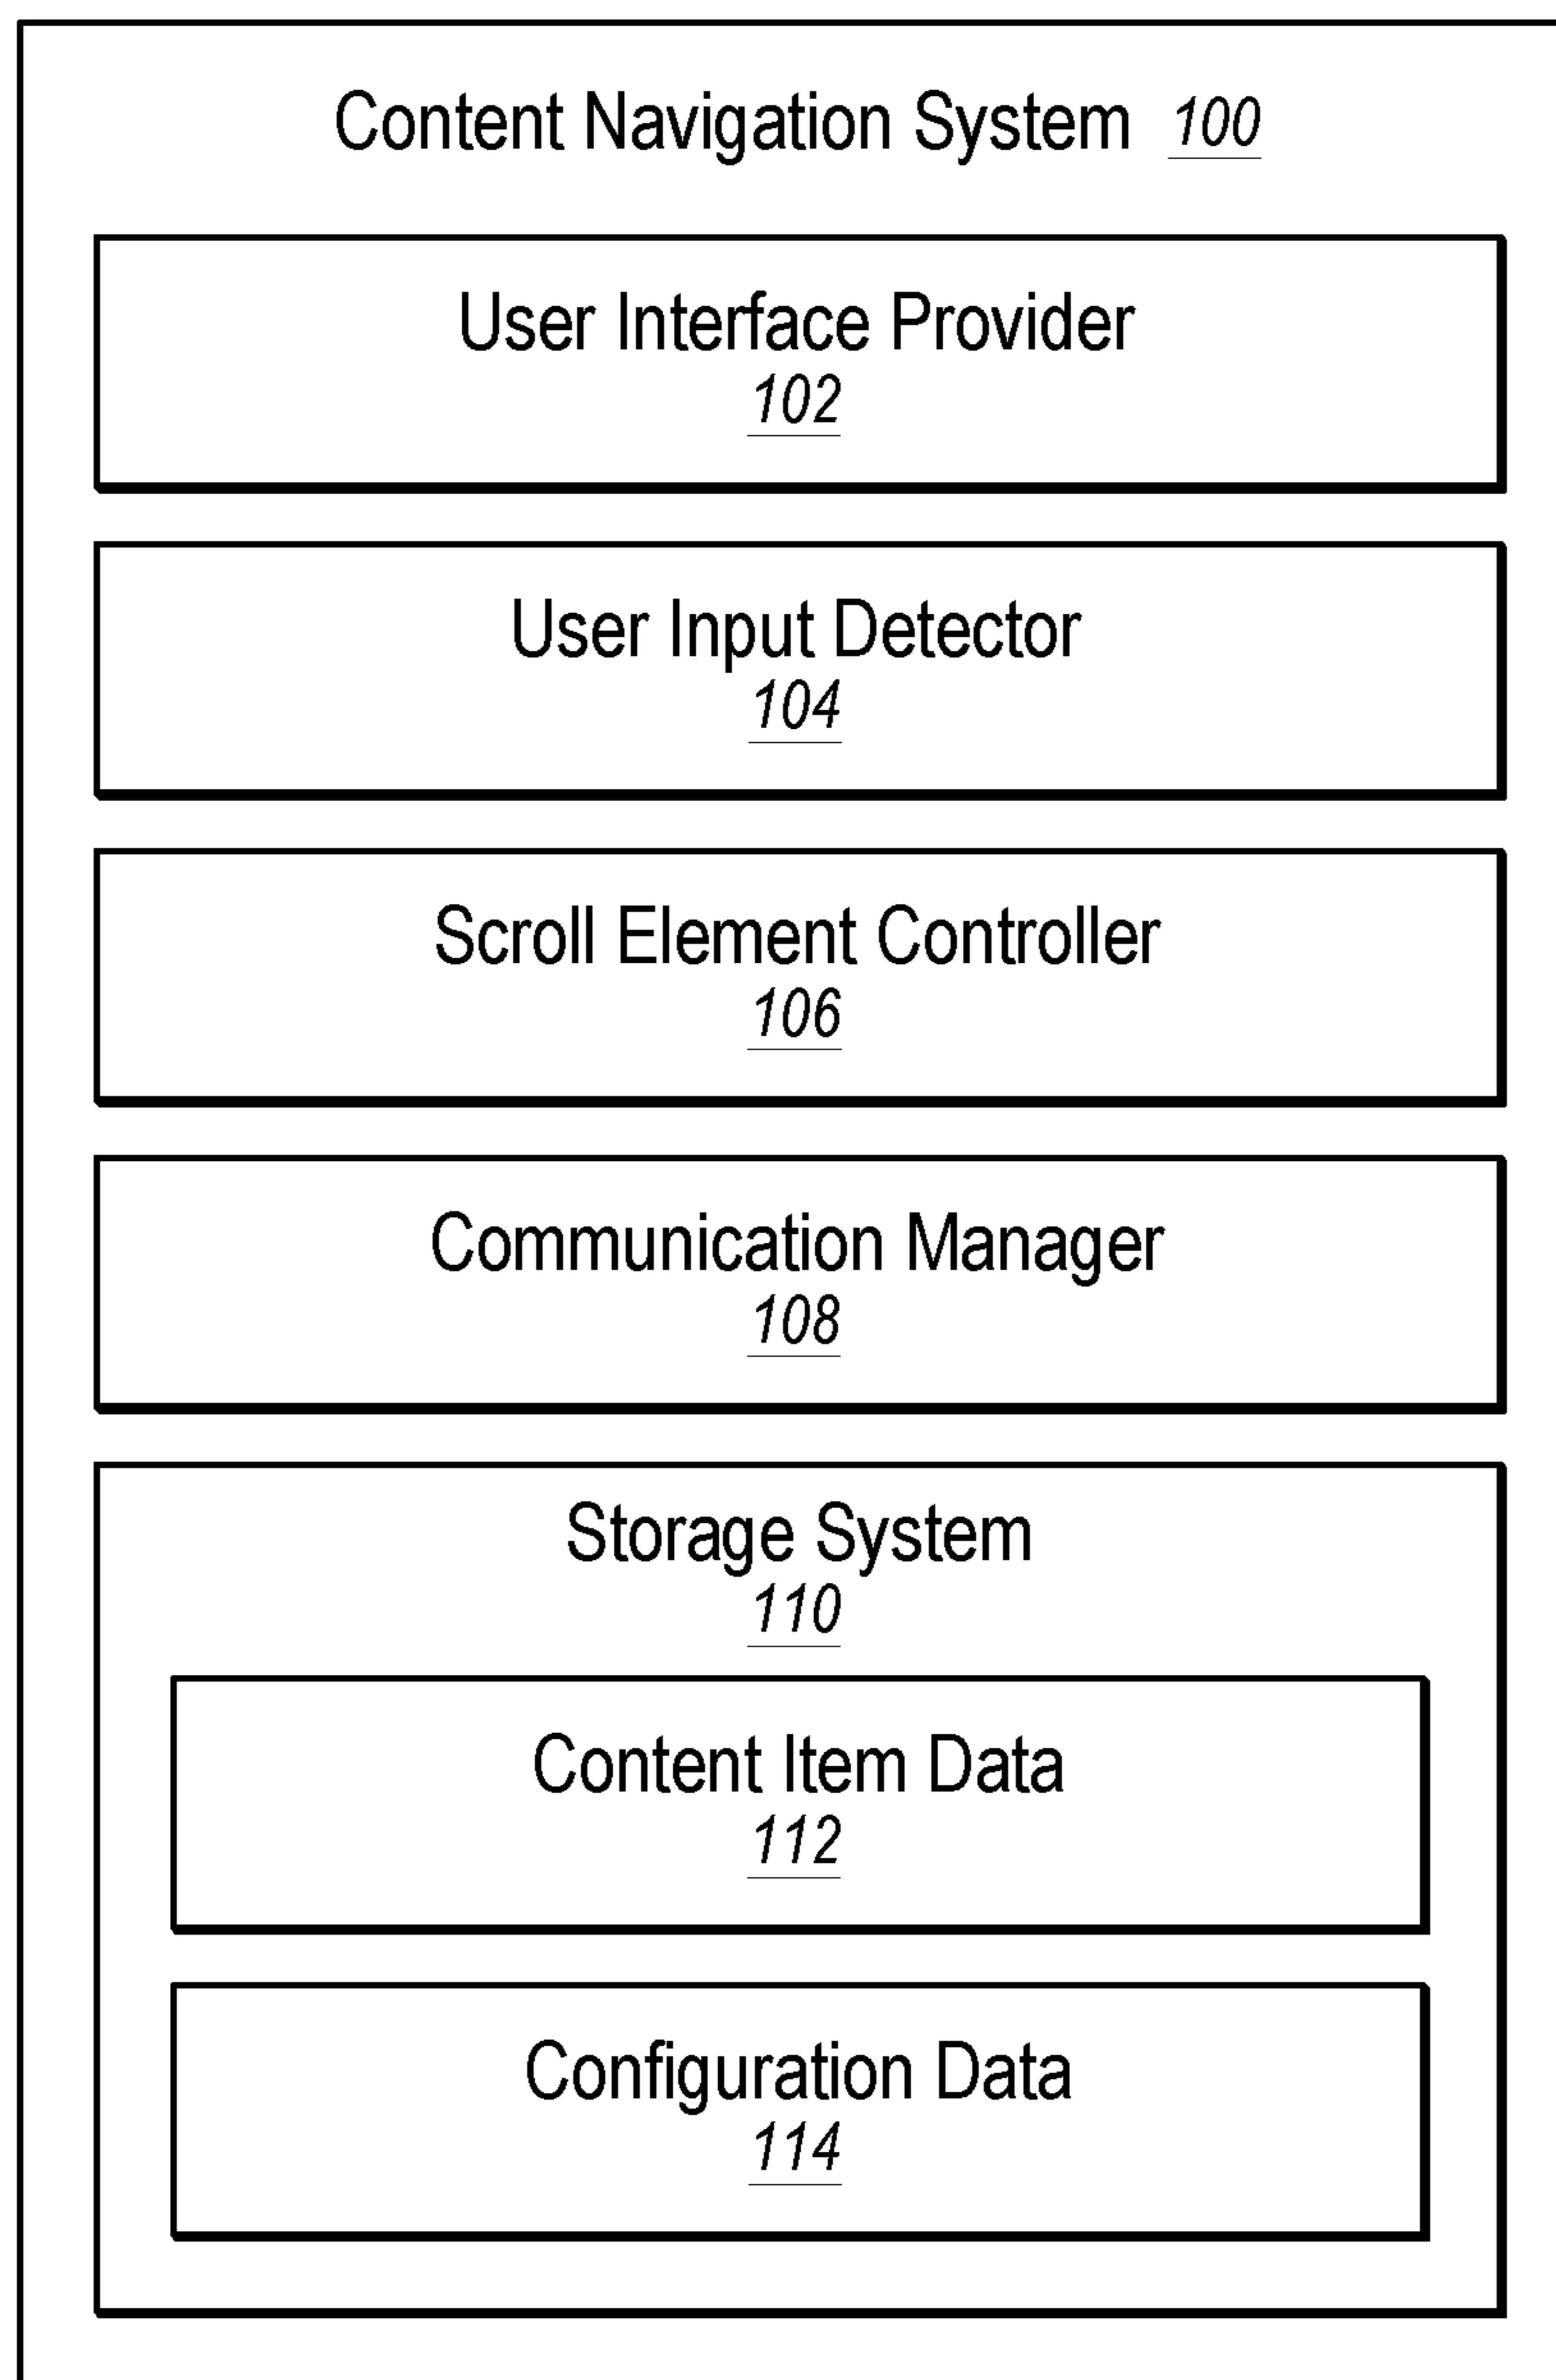 Content Navigation System 100
User Interface Provider
102
User Input Detector
104
Scroll Element Controller
106
Communication Manager
108
Storage System
110
Content Item Data
112
Configuration Data
114